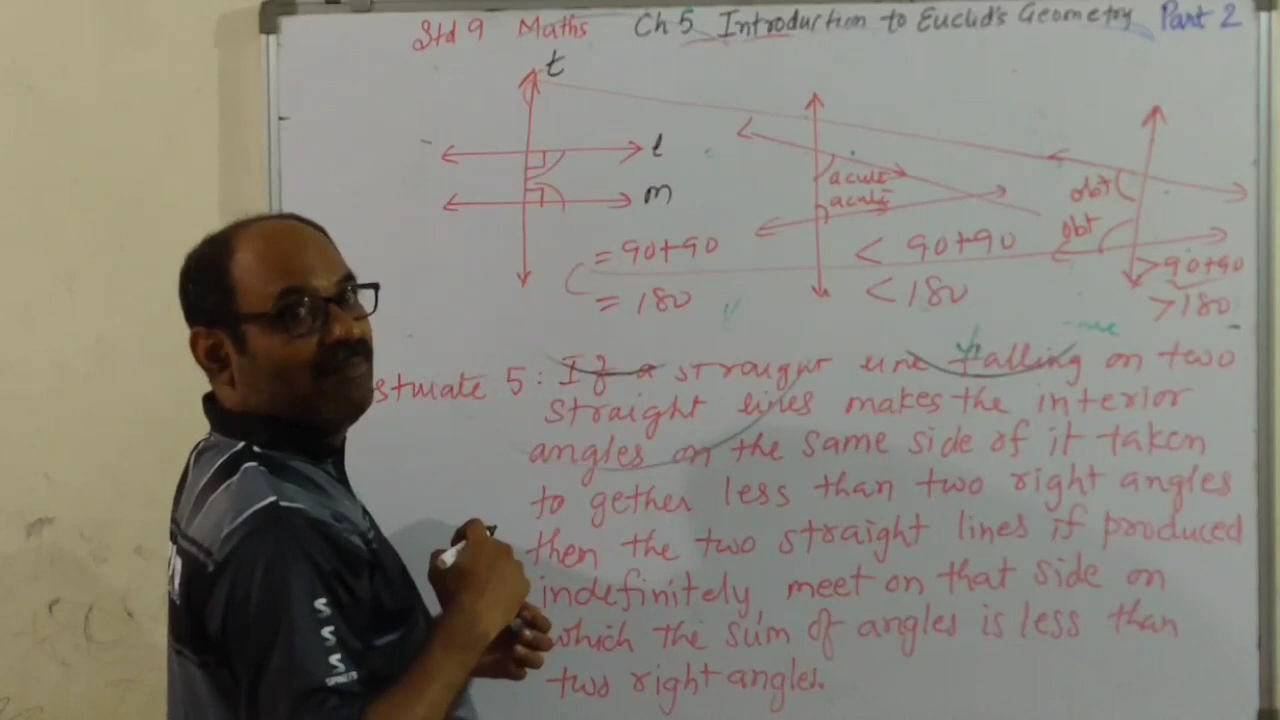 Std 9 Maths Ch 5 Introduction to Euclid's Geometry Part 2
t
l
m
= 90+90
= 180
acute
acute
< 90+90
< 180
obt
obt
> 90+90
> 180
stulate 5 : If a straight line falling on two
straight lines makes the interior
angles on the same side of it taken
to gether less than two right angles
then the two straight lines if produced
indefinitely, meet on that side on
which the sum of angles is less than
two right angles.
S
S
S